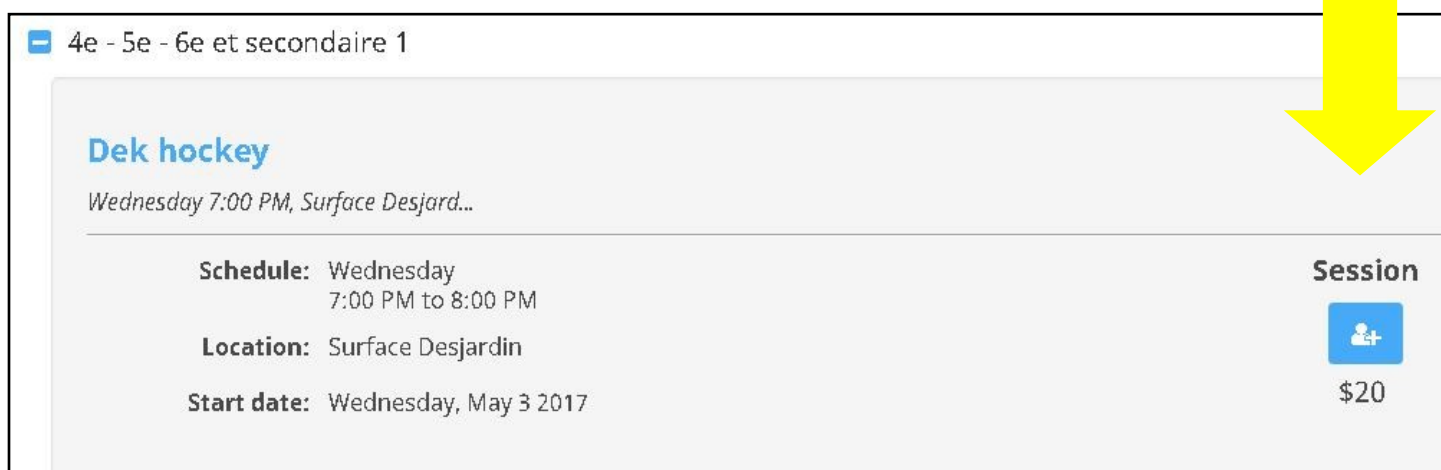 4e - 5e - 6e et secondaire 1
Dek hockey
Wednesday 7:00 PM, Surface Desjard...
Schedule: Wednesday
7:00 PM to 8:00 PM
Location: Surface Desjardin
Start date: Wednesday, May 3 2017
Session
$20